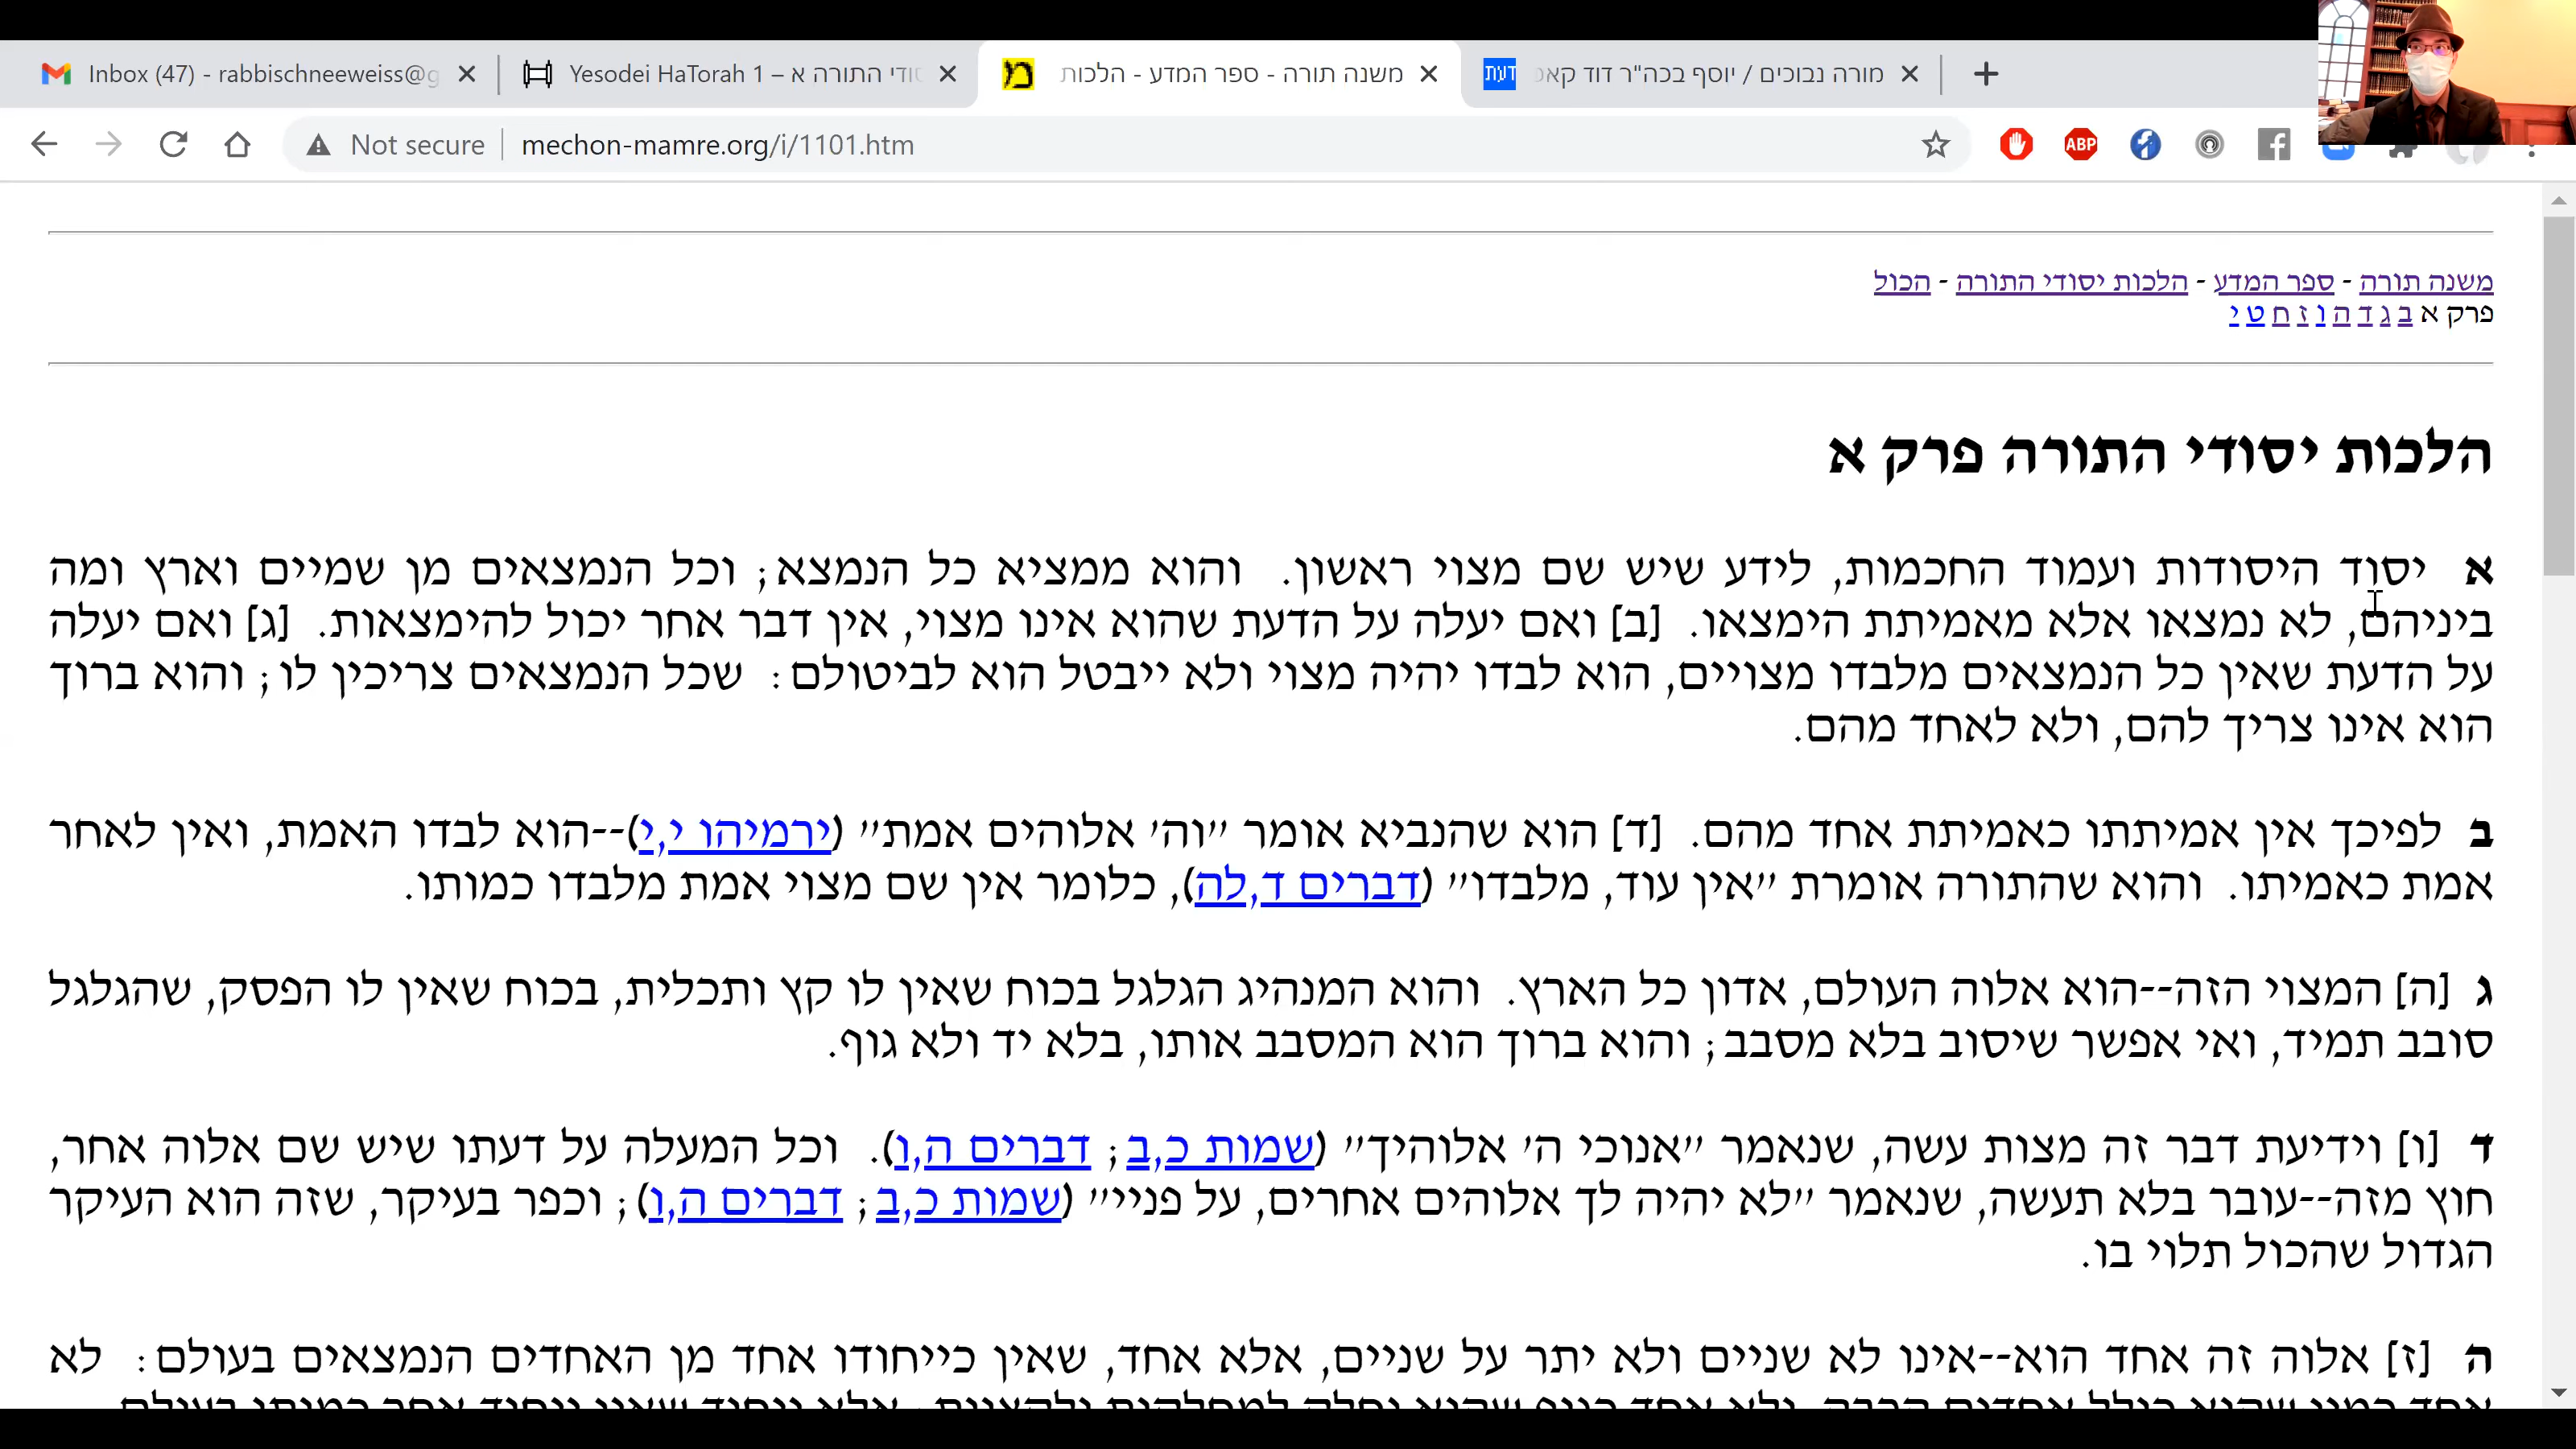 Inbox (47) - rabbischneeweiss@g
Yesodei HaTorah 1 – יסודי התורה א
משנה תורה - ספר המדע - הלכות
דעת
מורה נבוכים / יוסף בכה"ר דוד קאפ
Not secure
mechon-mamre.org/i/1101.htm
ABP
משנה תורה - ספר המדע - הלכות יסודי התורה - הכול
פרק א ב ג ד ה ו ז ח ט י
הלכות יסודי התורה פרק א
א יסוד היסודות ועמוד החכמות, לידע שיש שם מצוי ראשון. והוא ממציא כל הנמצא; וכל הנמצאים מן שמיים וארץ ומה
ביניהם, לא נמצאו אלא מאמיתת הימצאו. [ב] ואם יעלה על הדעת שהוא אינו מצוי, אין דבר אחר יכול להימצאות. [ג] ואם יעלה
על הדעת שאין כל הנמצאים מלבדו מצויים, הוא לבדו יהיה מצוי ולא ייבטל הוא לביטולם: שכל הנמצאים צריכין לו; והוא ברוך
הוא אינו צריך להם, ולא לאחד מהם.
ב לפיכך אין אמיתתו כאמיתת אחד מהם. [ד] הוא שהנביא אומר "וה' אלוהים אמת" (ירמיהו י,י)--הוא לבדו האמת, ואין לאחר
אמת כאמיתו. והוא שהתורה אומרת "אין עוד, מלבדו" (דברים ד,לה), כלומר אין שם מצוי אמת מלבדו כמותו.
ג [ה] המצוי הזה--הוא אלוה העולם, אדון כל הארץ. והוא המנהיג הגלגל בכוח שאין לו קץ ותכלית, בכוח שאין לו הפסק, שהגלגל
סובב תמיד, ואי אפשר שיסוב בלא מסבב; והוא ברוך הוא המסבב אותו, בלא יד ולא גוף.
ד [ו] וידיעת דבר זה מצות עשה, שנאמר "אנוכי ה' אלוהיך" (שמות כ,ב; דברים ה,ו). וכל המעלה על דעתו שיש שם אלוה אחר,
חוץ מזה--עובר בלא תעשה, שנאמר "לא יהיה לך אלוהים אחרים, על פניי" (שמות כ,ב; דברים ה,ו); וכפר בעיקר, שזה הוא העיקר
הגדול שהכול תלוי בו.
ה [ז] אלוה זה אחד הוא--אינו לא שניים ולא יתר על שניים, אלא אחד, שאין כייחודו אחד מן האחדים הנמצאים בעולם: לא